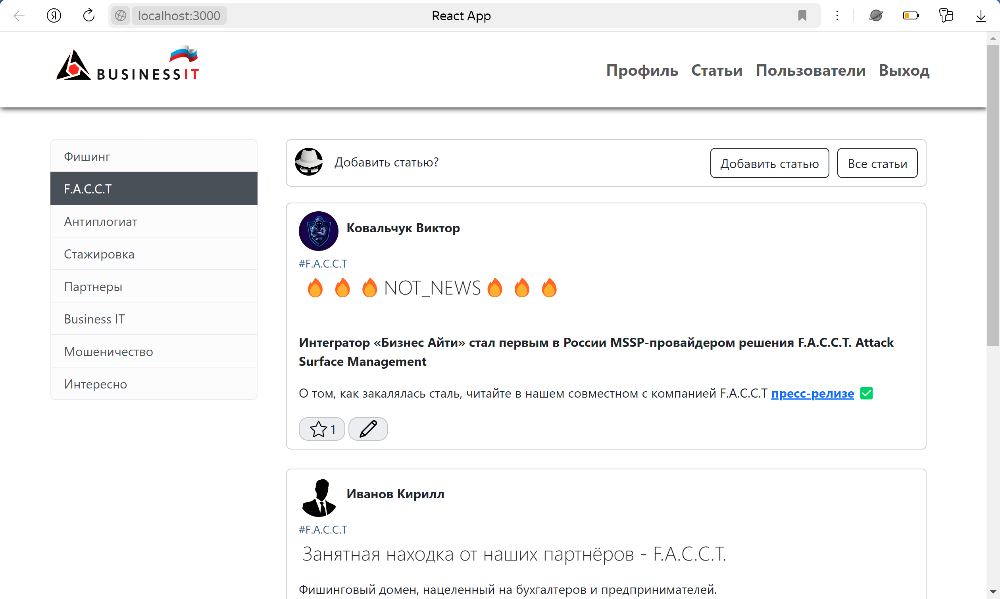 Я
localhost:3000
React App
BUSINESSIT
Профиль Статьи Пользователи Выход
Фишинг
F.A.C.C.T
Антиплогиат
Стажировка
Партнеры
Business IT
Мошеничество
Интересно
Добавить статью?
Добавить статью
Все статьи
Ковальчук Виктор
#F.A.C.C.T
🔥 🔥 🔥 NOT_NEWS 🔥 🔥 🔥
Интегратор «Бизнес Айти» стал первым в России MSSP-провайдером решения F.A.C.C.T. Attack
Surface Management
О том, как закалялась сталь, читайте в нашем совместном с компанией F.A.C.C.T пресс-релизе ✅
1
Иванов Кирилл
#F.A.C.C.T
Занятная находка от наших партнёров - F.A.C.C.T.
Фишинговый домен, нацеленный на бухгалтеров и предпринимателей.